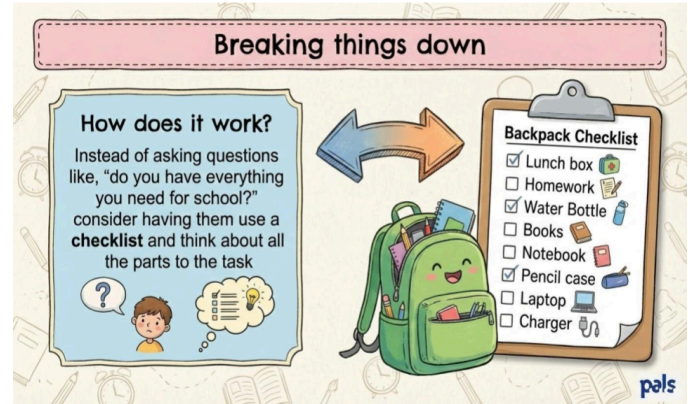 Breaking things down
How does it work?
Instead of asking questions
like, “do you have everything
you need for school?”
consider having them use a
checklist and think about all
the parts to the task
?
Backpack Checklist
Lunch box
Homework
Water Bottle
Books
Notebook
Pencil case
Laptop
Charger
pals